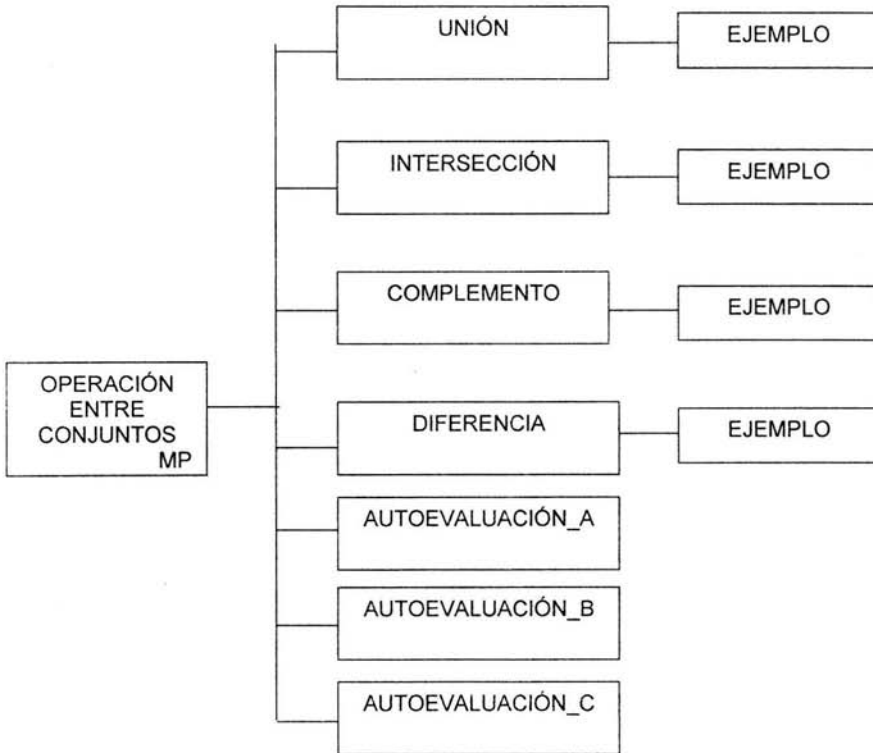 UNIÓN
EJEMPLO
INTERSECCIÓN
EJEMPLO
COMPLEMENTO
EJEMPLO
OPERACIÓN
ENTRE
CONJUNTOS
MP
DIFERENCIA
EJEMPLO
AUTOEVALUACIÓN_A
AUTOEVALUACIÓN_B
AUTOEVALUACIÓN_C